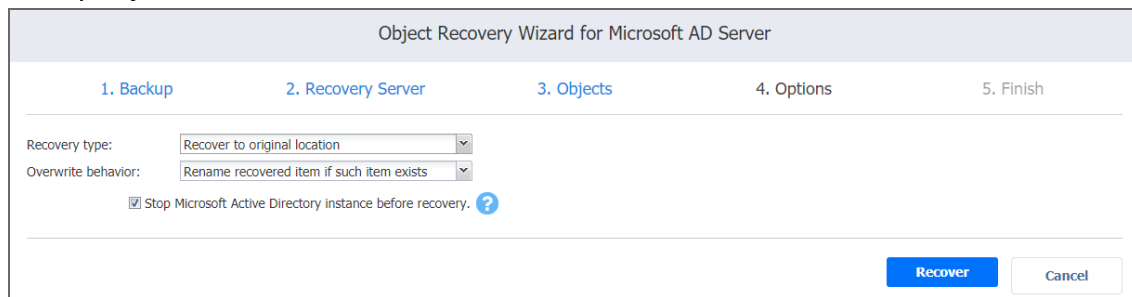 Object Recovery Wizard for Microsoft AD Server
1. Backup 2. Recovery Server 3. Objects 4. Options 5. Finish
Recovery type: Recover to original location
Overwrite behavior: Rename recovered item if such item exists
Stop Microsoft Active Directory instance before recovery. ?
Recover Cancel